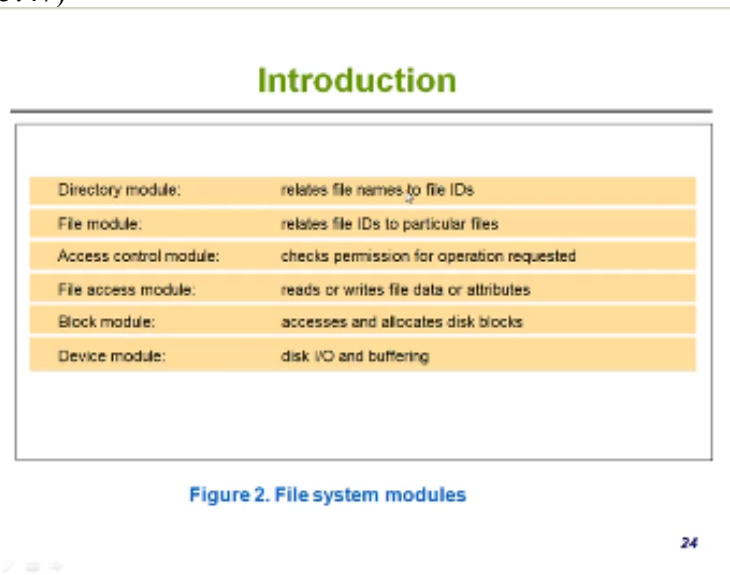 Introduction
Directory module: relates file names to file IDs
File module: relates file IDs to particular files
Access control module: checks permission for operation requested
File access module: reads or writes file data or attributes
Block module: accesses and allocates disk blocks
Device module: disk I/O and buffering
Figure 2. File system modules
24